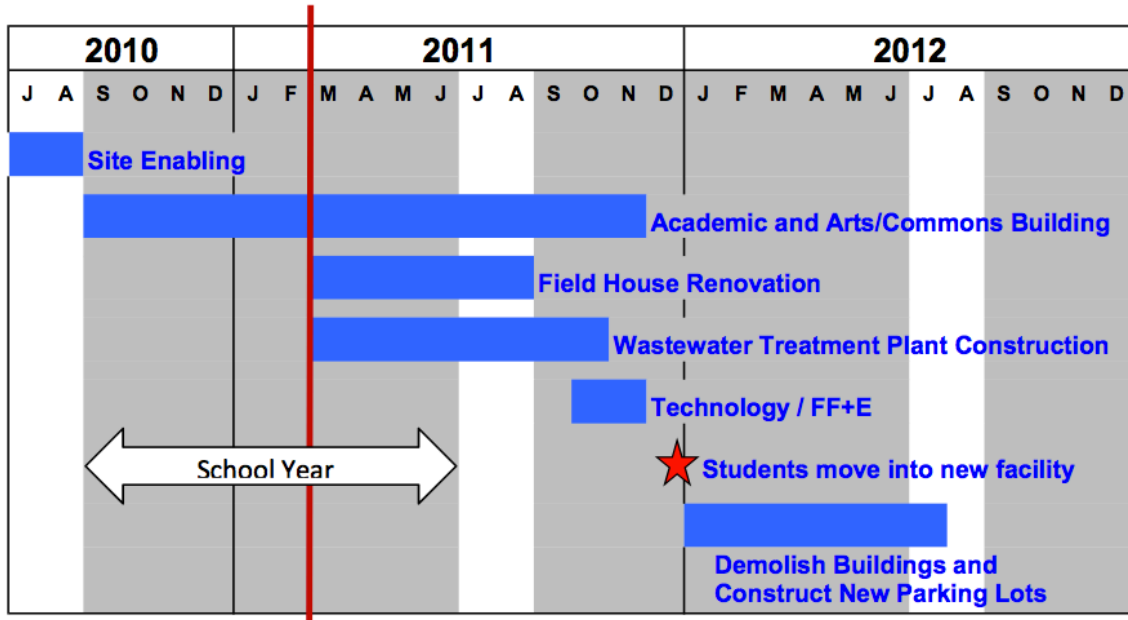 2010 2011 2012
J A S O N D J F M A M J J A S O N D J F M A M J J A S O N D
Site Enabling
Academic and Arts/Commons Building
Field House Renovation
Wastewater Treatment Plant Construction
Technology / FF+E
School Year
Students move into new facility
Demolish Buildings and
Construct New Parking Lots